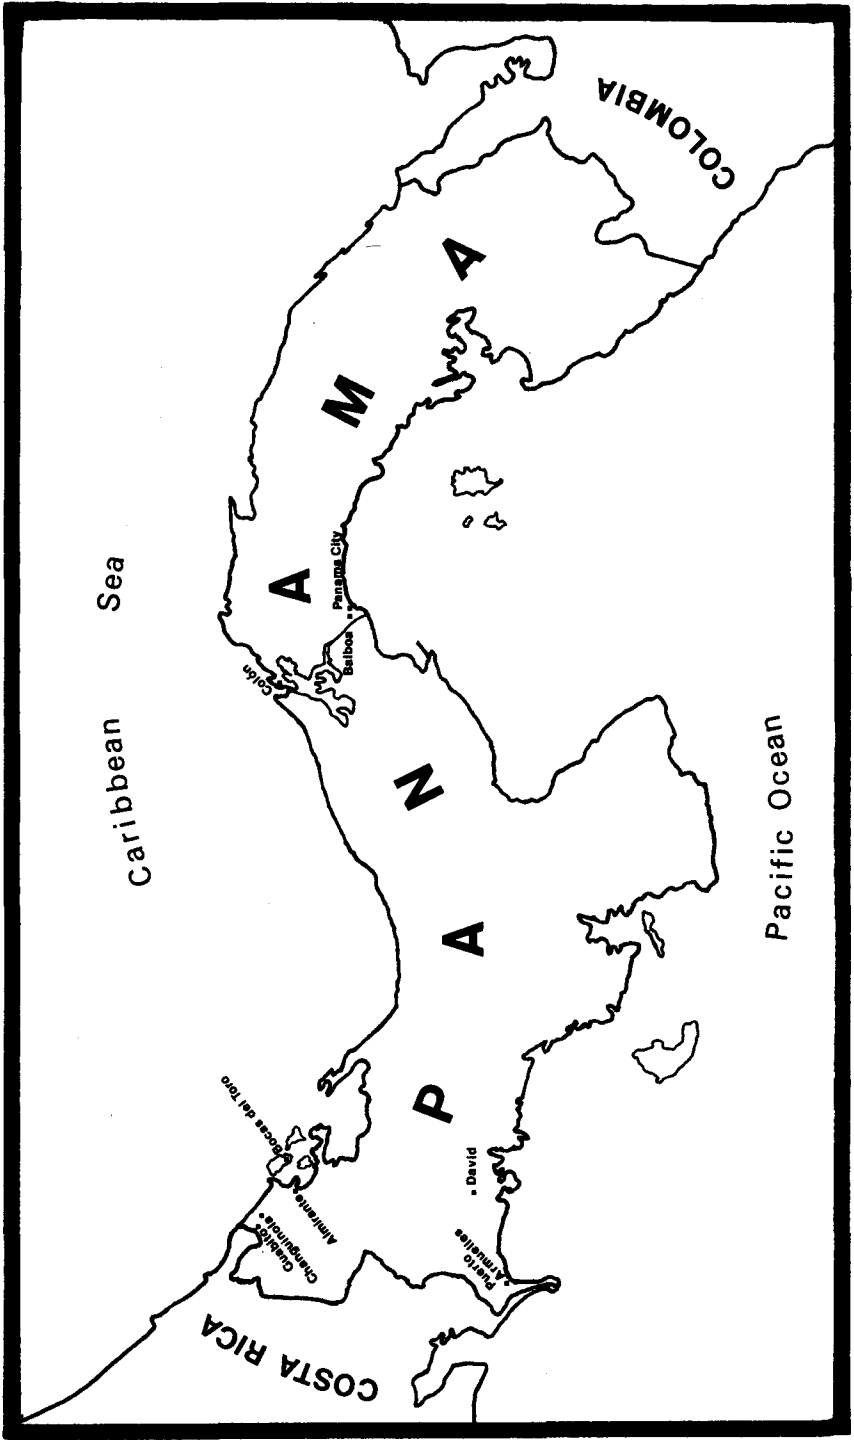 Caribbean Sea
COSTA RICA
PANAMA
COLOMBIA
Guabito
Changuinola
Almirante
Bocas del Toro
Colón
Balboa
Panama City
David
Puerto
Armuelles
Pacific Ocean